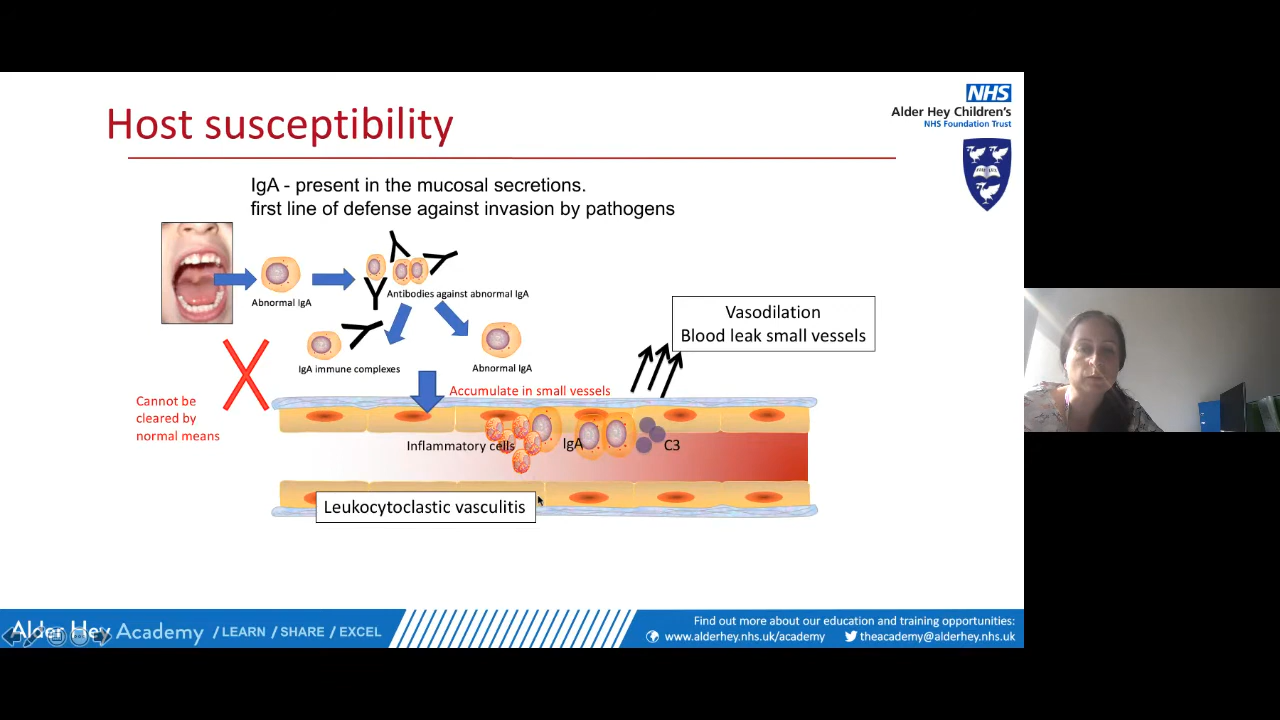 Host susceptibility
NHS
Alder Hey Children's
NHS Foundation Trust
IgA - present in the mucosal secretions.
first line of defense against invasion by pathogens
Abnormal IgA
Antibodies against abnormal IgA
IgA immune complexes
Abnormal IgA
Vasodilation
Blood leak small vessels
Cannot be
cleared by
normal means
Accumulate in small vessels
Inflammatory cells
IgA
C3
Leukocytoclastic vasculitis
Alder Hey Academy / LEARN / SHARE / EXCEL
Find out more about our education and training opportunities:
www.alderhey.nhs.uk/academy theacademy@alderhey.nhs.uk